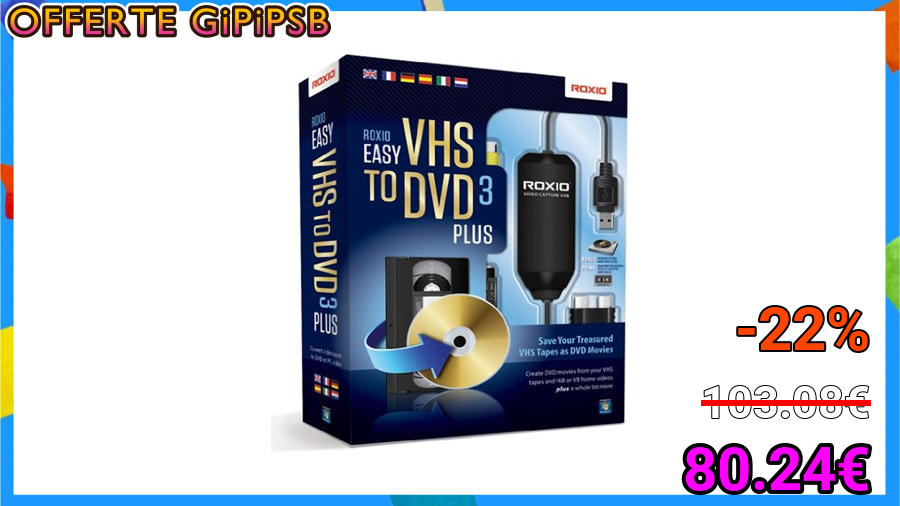 OFFERTE GiPiPSB
ROXIO
ROXIO
ROXIO
EASY
VHS
TO
DVD
3
PLUS
ROXIO
EASY
VHS TO DVD
3
PLUS
ROXIO
VIDEO CAPTURE USB
Save Your Treasured
VHS Tapes as DVD Movies
Create DVD movies from your VHS
tapes and Hi8 or V8 home videos
plus a whole lot more
-22%
103.08€
80.24€